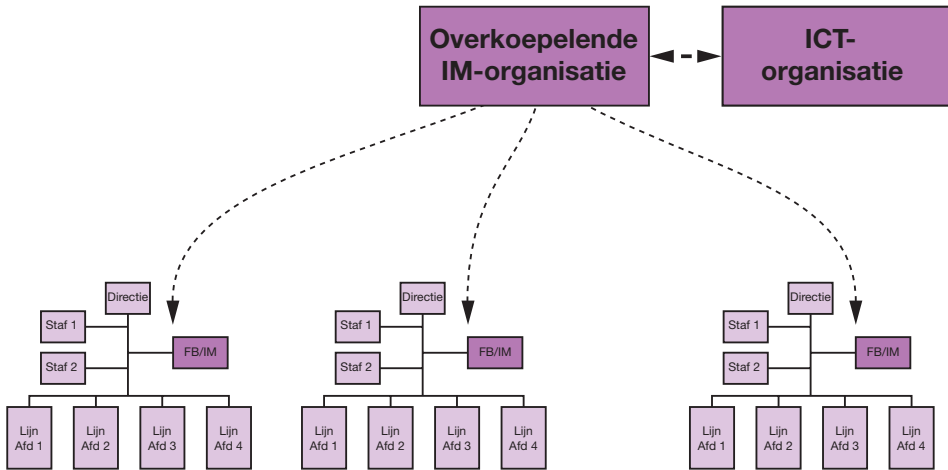 Overkoepelende
IM-organisatie
ICT-
organisatie
Directie
Staf 1
Staf 2
FB/IM
Lijn
Afd 1
Lijn
Afd 2
Lijn
Afd 3
Lijn
Afd 4
Directie
Staf 1
Staf 2
FB/IM
Lijn
Afd 1
Lijn
Afd 2
Lijn
Afd 3
Lijn
Afd 4
Directie
Staf 1
Staf 2
FB/IM
Lijn
Afd 1
Lijn
Afd 2
Lijn
Afd 3
Lijn
Afd 4